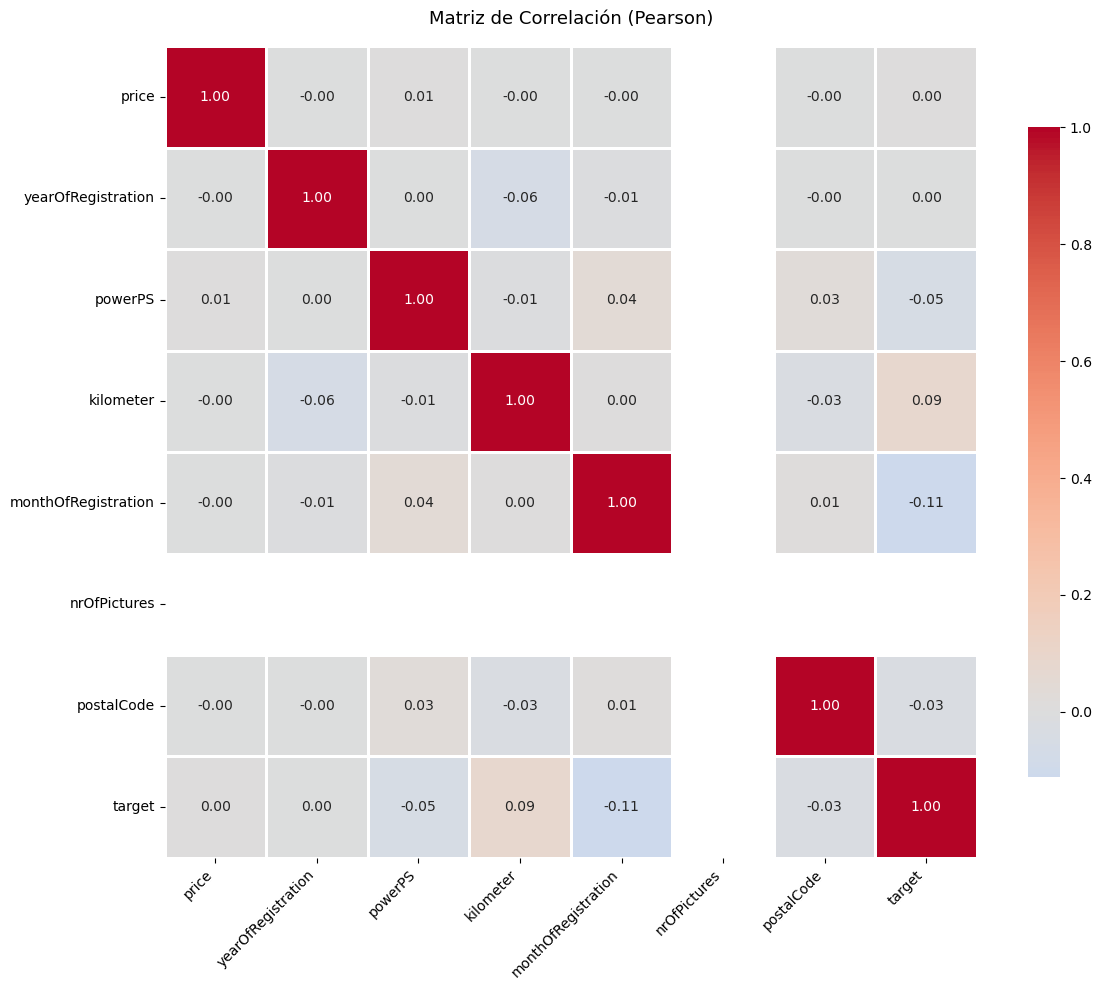 Matriz de Correlación (Pearson)
price 1.00 -0.00 0.01 -0.00 -0.00 -0.00 0.00
yearOfRegistration -0.00 1.00 0.00 -0.06 -0.01 -0.00 0.00
powerPS 0.01 0.00 1.00 -0.01 0.04 0.03 -0.05
kilometer -0.00 -0.06 -0.01 1.00 0.00 -0.03 0.09
monthOfRegistration -0.00 -0.01 0.04 0.00 1.00 0.01 -0.11
nrOfPictures
postalCode -0.00 -0.00 0.03 -0.03 0.01 1.00 -0.03
target 0.00 0.00 -0.05 0.09 -0.11 -0.03 1.00
price yearOfRegistration powerPS kilometer monthOfRegistration nrOfPictures postalCode target
1.0
0.8
0.6
0.4
0.2
0.0